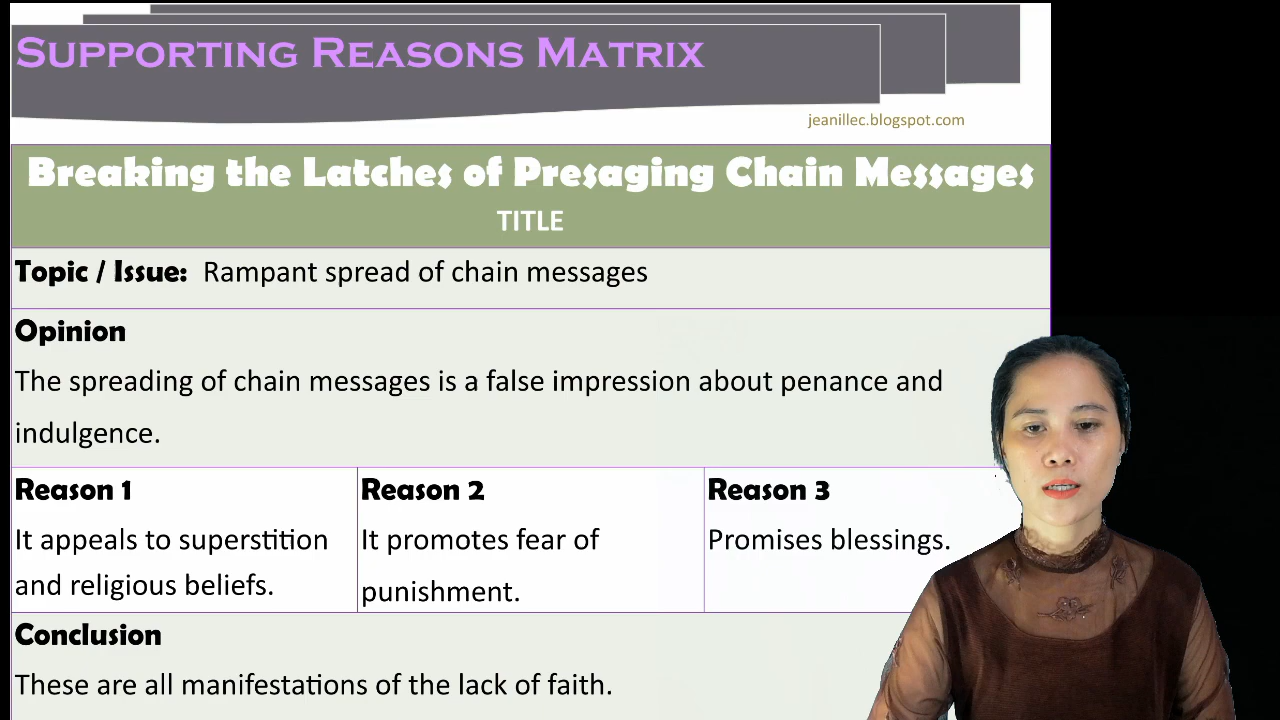 Supporting Reasons Matrix
jeanillec.blogspot.com
Breaking the Latches of Presaging Chain Messages
TITLE
Topic / Issue: Rampant spread of chain messages
Opinion
The spreading of chain messages is a false impression about penance and
indulgence.
Reason 1
It appeals to superstition
and religious beliefs.
Reason 2
It promotes fear of
punishment.
Reason 3
Promises blessings.
Conclusion
These are all manifestations of the lack of faith.